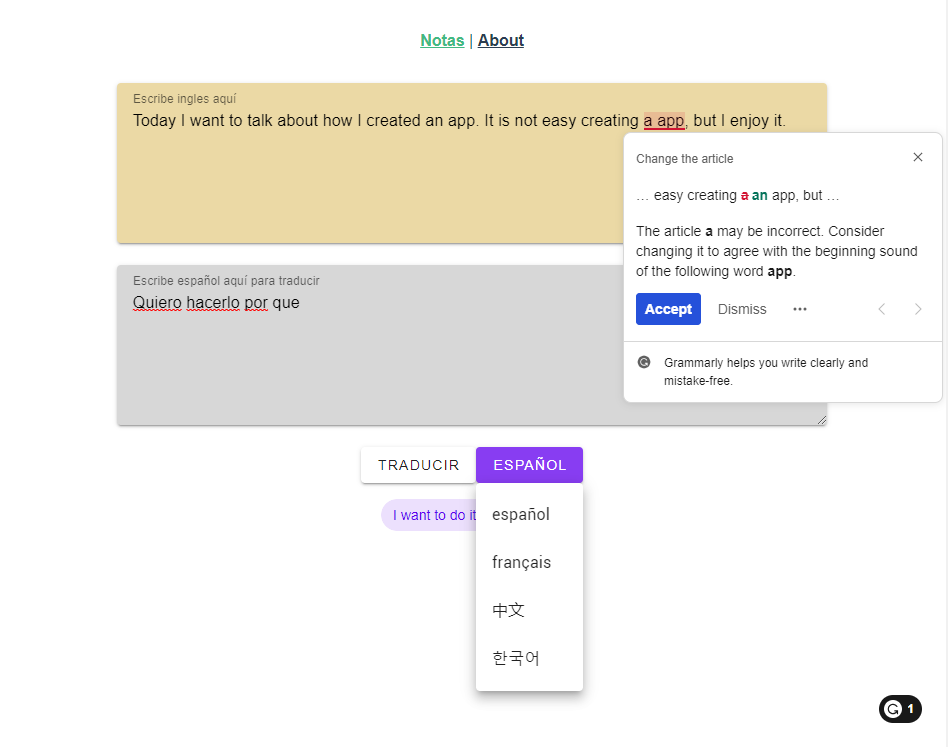 Notas | About
Escribe ingles aquí
Today I want to talk about how I created an app. It is not easy creating a app, but I enjoy it.
Change the article
… easy creating a an app, but …
The article a may be incorrect. Consider
changing it to agree with the beginning sound
of the following word app.
Accept Dismiss
Grammarly helps you write clearly and
mistake-free.
Escribe español aquí para traducir
Quiero hacerlo por que
TRADUCIR ESPAÑOL
I want to do it
español
français
中文
한국어
1